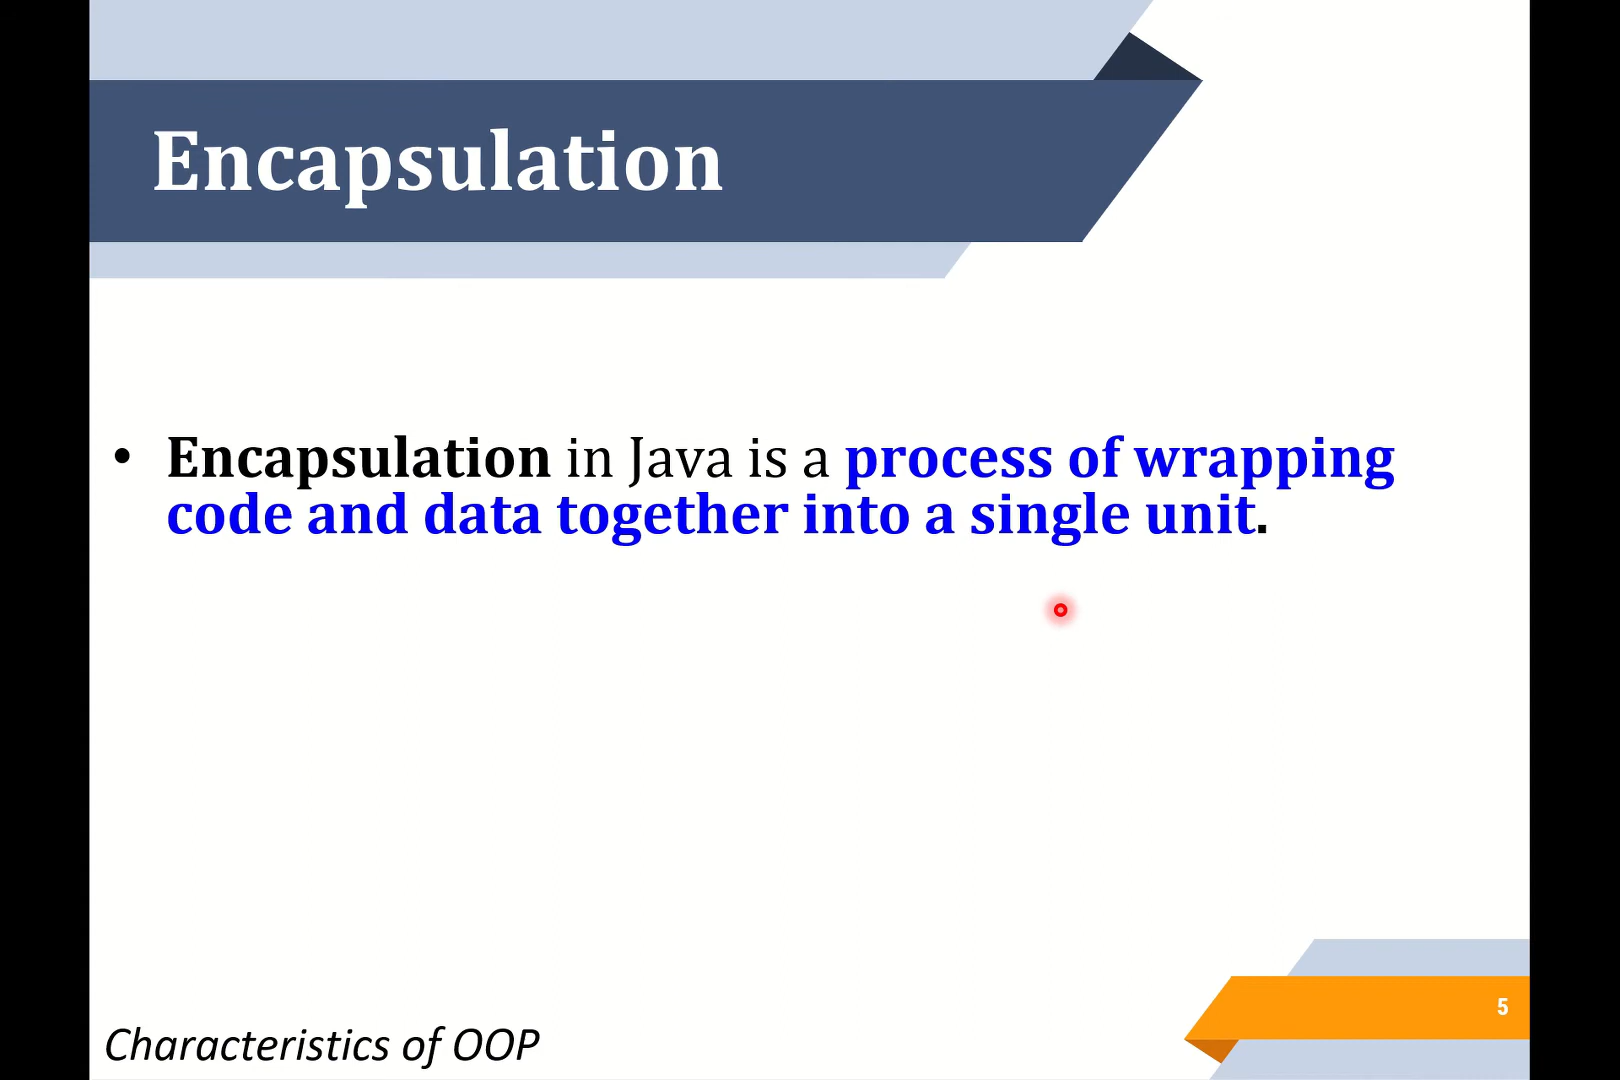 Encapsulation
• Encapsulation in Java is a process of wrapping
code and data together into a single unit.
5
Characteristics of OOP